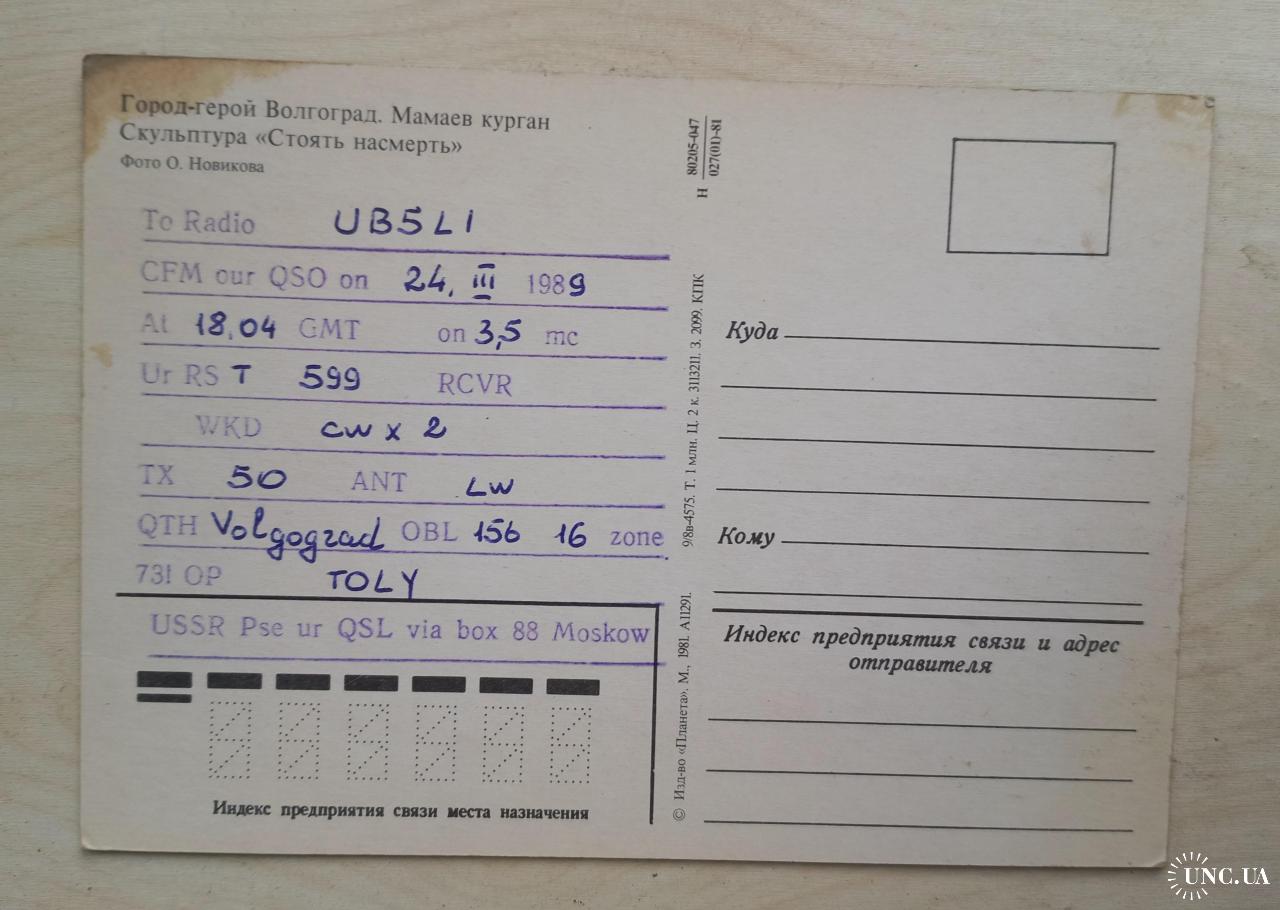 Город-герой Волгоград. Мамаев курган
Скульптура «Стоять насмерть»
Фото О. Новикова
To Radio UB5LI
CFM our QSO on 24, III 1989
At 18,04 GMT on 3,5 mc
Ur RS T 599 RCVR
WKD CW x 2
TX 50 ANT LW
QTH Volgograd OBL 156 16 zone
73! OP TOLY
USSR Pse ur QSL via box 88 Moskow
Индекс предприятия связи места назначения
Н 80205-047
027(01)-81
9/8в-4575. Т. 1 млн. Ц. 2 к. 3113211. З. 2099. КПК
© Изд-во «Планета». М., 1981. А11291.
Куда
Кому
Индекс предприятия связи и адрес
отправителя
UNC.UA